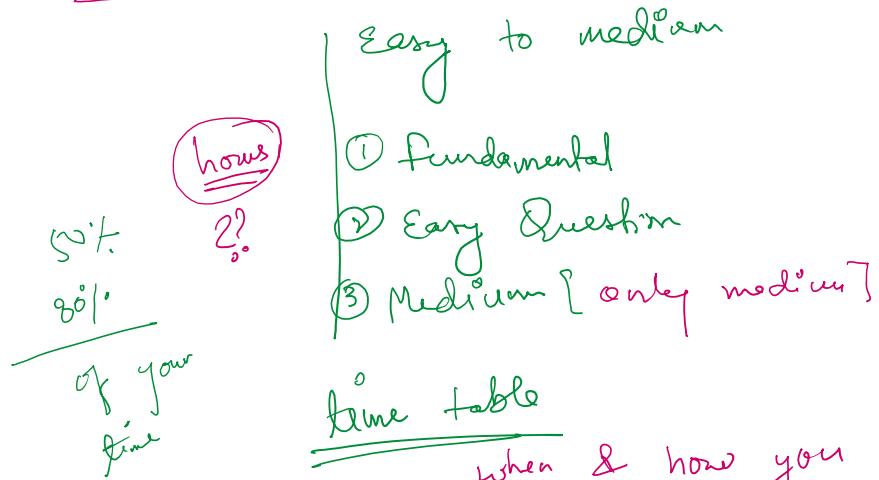 Easy to medium
hours
??
① Fundamental
② Easy Question
③ Medium [only medium]
50%
80%
of your
time
time table
when & how you